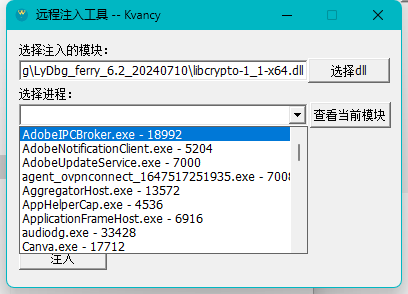 远程注入工具 -- Kvancy
选择注入的模块:
g\LyDbg_ferry_6.2_20240710\libcrypto-1_1-x64.dll
选择dll
选择进程:
查看当前模块
AdobeIPCBroker.exe - 18992
AdobeNotificationClient.exe - 5204
AdobeUpdateService.exe - 7000
agent_ovpnconnect_1647517251935.exe - 7008
AggregatorHost.exe - 13572
AppHelperCap.exe - 4536
ApplicationFrameHost.exe - 6916
audiodg.exe - 33428
Canva.exe - 17712
注入